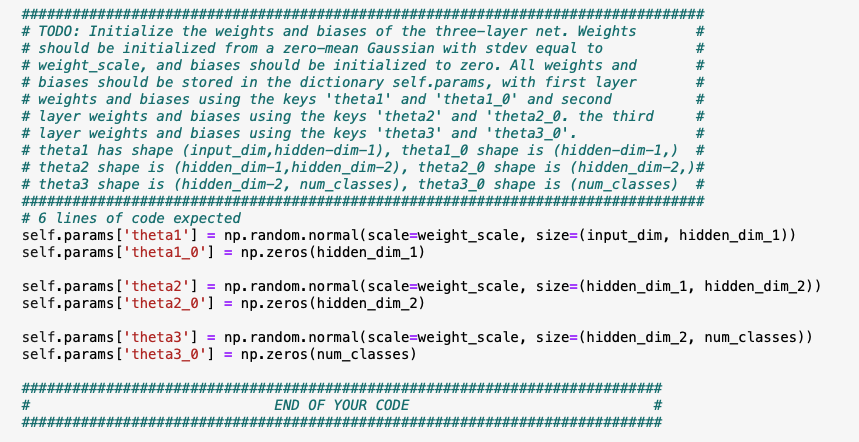 #################################################################################
# TODO: Initialize the weights and biases of the three-layer net. Weights       #
# should be initialized from a zero-mean Gaussian with stdev equal to           #
# weight_scale, and biases should be initialized to zero. All weights and       #
# biases should be stored in the dictionary self.params, with first layer       #
# weights and biases using the keys 'theta1' and 'theta1_0' and second          #
# layer weights and biases using the keys 'theta2' and 'theta2_0. the third     #
# layer weights and biases using the keys 'theta3' and 'theta3_0'.              #
# theta1 has shape (input_dim,hidden-dim-1), theta1_0 shape is (hidden-dim-1,)  #
# theta2 shape is (hidden_dim-1,hidden_dim-2), theta2_0 shape is (hidden_dim-2,)#
# theta3 shape is (hidden_dim-2, num_classes), theta3_0 shape is (num_classes)  #
#################################################################################
# 6 lines of code expected
self.params['theta1'] = np.random.normal(scale=weight_scale, size=(input_dim, hidden_dim_1))
self.params['theta1_0'] = np.zeros(hidden_dim_1)
self.params['theta2'] = np.random.normal(scale=weight_scale, size=(hidden_dim_1, hidden_dim_2))
self.params['theta2_0'] = np.zeros(hidden_dim_2)
self.params['theta3'] = np.random.normal(scale=weight_scale, size=(hidden_dim_2, num_classes))
self.params['theta3_0'] = np.zeros(num_classes)
############################################################################
#                             END OF YOUR CODE                             #
############################################################################